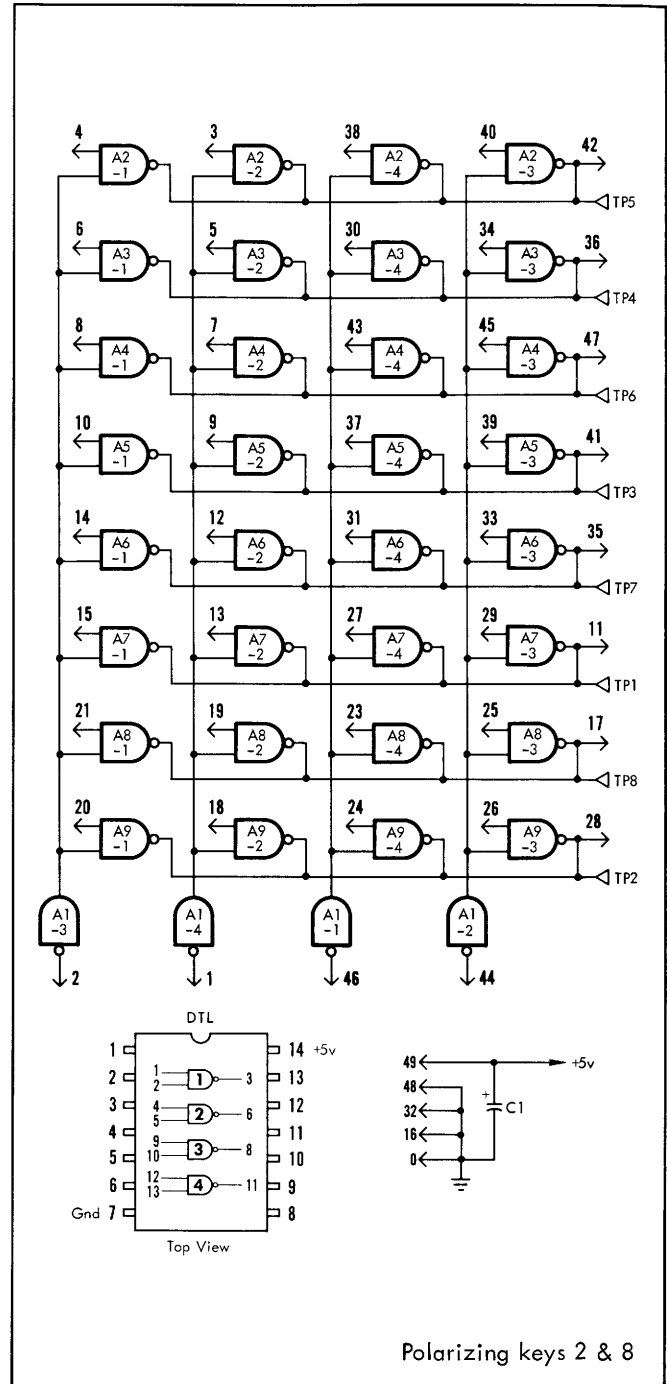 4 3 38 40 42
A2 -1 A2 -2 A2 -4 A2 -3
TP5
6 5 30 34 36
A3 -1 A3 -2 A3 -4 A3 -3
TP4
8 7 43 45 47
A4 -1 A4 -2 A4 -4 A4 -3
TP6
10 9 37 39 41
A5 -1 A5 -2 A5 -4 A5 -3
TP3
14 12 31 33 35
A6 -1 A6 -2 A6 -4 A6 -3
TP7
15 13 27 29 11
A7 -1 A7 -2 A7 -4 A7 -3
TP1
21 19 23 25 17
A8 -1 A8 -2 A8 -4 A8 -3
TP8
20 18 24 26 28
A9 -1 A9 -2 A9 -4 A9 -3
TP2
A1 -3 A1 -4 A1 -1 A1 -2
2 1 46 44
DTL
1 14 +5v
2 1 2 1 3 13
3 4 5 2 6 12
4 11
5 9 10 3 8 10
6 12 13 4 11 9
Gnd 7 8
Top View
49 +5v
48
32 + C1
16
0
Polarizing keys 2 & 8